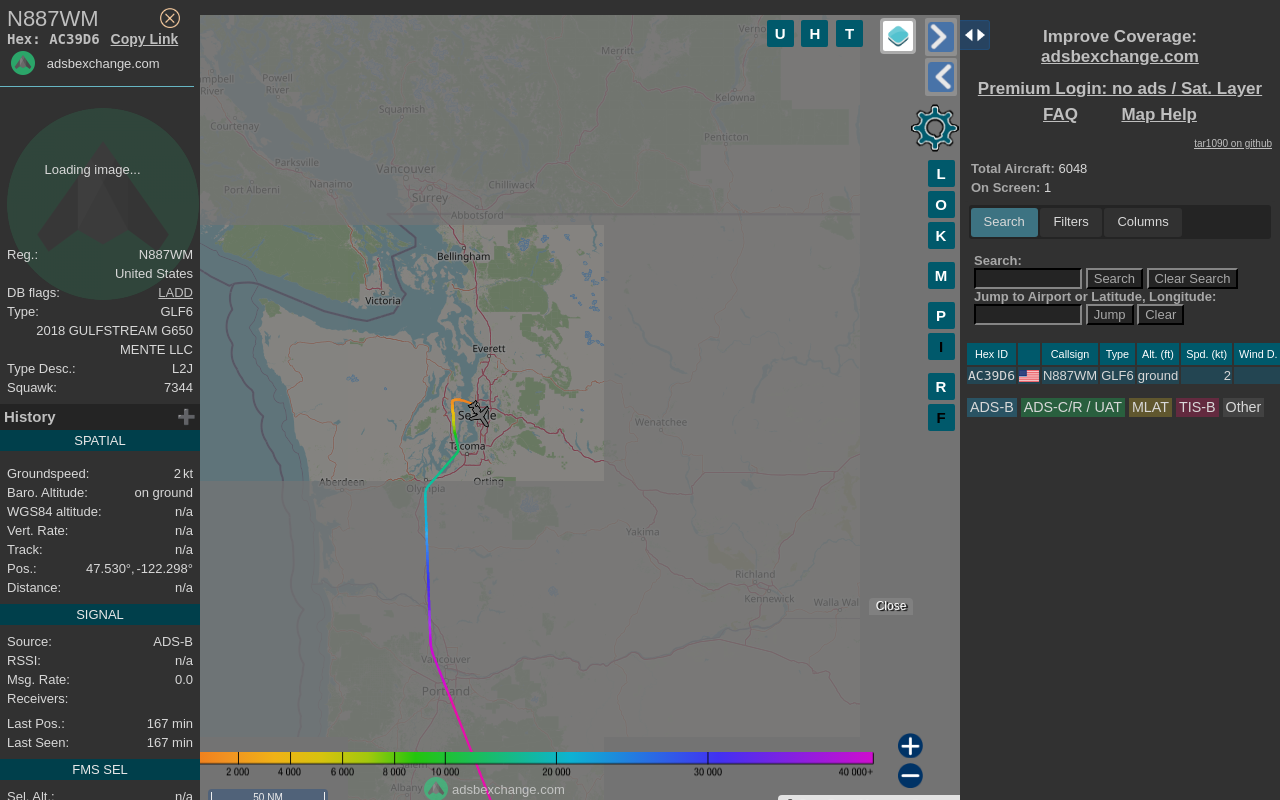 N887WM
Hex: AC39D6 Copy Link
adsbexchange.com
Loading image...
Reg.: N887WM
United States
DB flags: LADD
Type: GLF6
2018 GULFSTREAM G650
MENTE LLC
Type Desc.: L2J
Squawk: 7344
History
SPATIAL
Groundspeed: 2 kt
Baro. Altitude: on ground
WGS84 altitude: n/a
Vert. Rate: n/a
Track: n/a
Pos.: 47.530°, -122.298°
Distance: n/a
SIGNAL
Source: ADS-B
RSSI: n/a
Msg. Rate: 0.0
Receivers:
Last Pos.: 167 min
Last Seen: 167 min
FMS SEL
Sel. Alt.: n/a
U H T
Merritt
Powell River
Squamish
Kelowna
Courtenay
Penticton
Parksville
Vancouver
Port Alberni
Nanaimo
Surrey
Chilliwack
Abbotsford
Bellingham
Victoria
Everett
Tacoma
Wenatchee
Aberdeen
Olympia
Orting
Yakima
Richland
Kennewick
Vancouver
Portland
Albany
L
O
K
M
P
I
R
F
Close
2 000 4 000 6 000 8 000 10 000 20 000 30 000 40 000+
adsbexchange.com
50 NM
Improve Coverage:
adsbexchange.com
Premium Login: no ads / Sat. Layer
FAQ Map Help
tar1090 on github
Total Aircraft: 6048
On Screen: 1
Search Filters Columns
Search:
Search Clear Search
Jump to Airport or Latitude, Longitude:
Jump Clear
Hex ID Callsign Type Alt. (ft) Spd. (kt) Wind D.
AC39D6 N887WM GLF6 ground 2
ADS-B ADS-C/R / UAT MLAT TIS-B Other